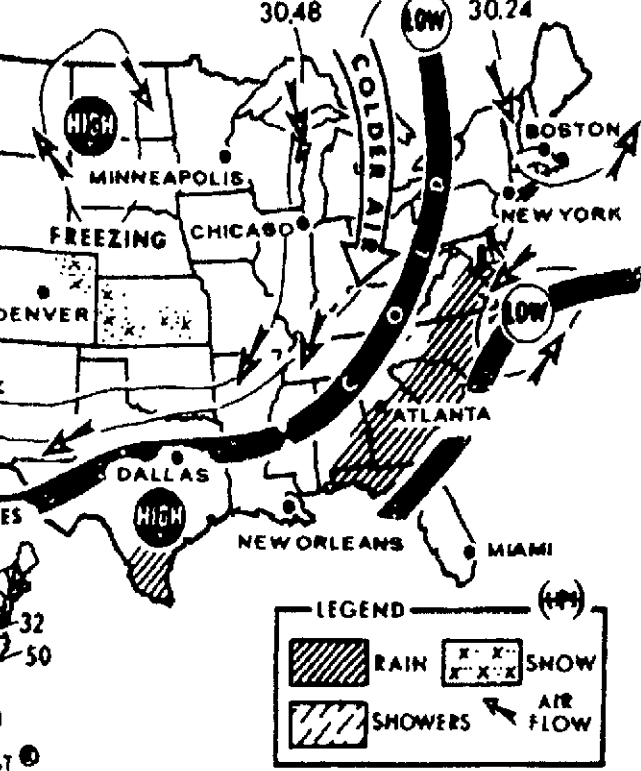 30.48
LOW
30.24
COLDER AIR
HIGH
BOSTON
MINNEAPOLIS
NEW YORK
FREEZING
CHICAGO
COLD
DENVER
LOW
ATLANTA
DALLAS
HIGH
ES
NEW ORLEANS
MIAMI
LEGEND
32
50
RAIN
SNOW
SHOWERS
AIR
FLOW